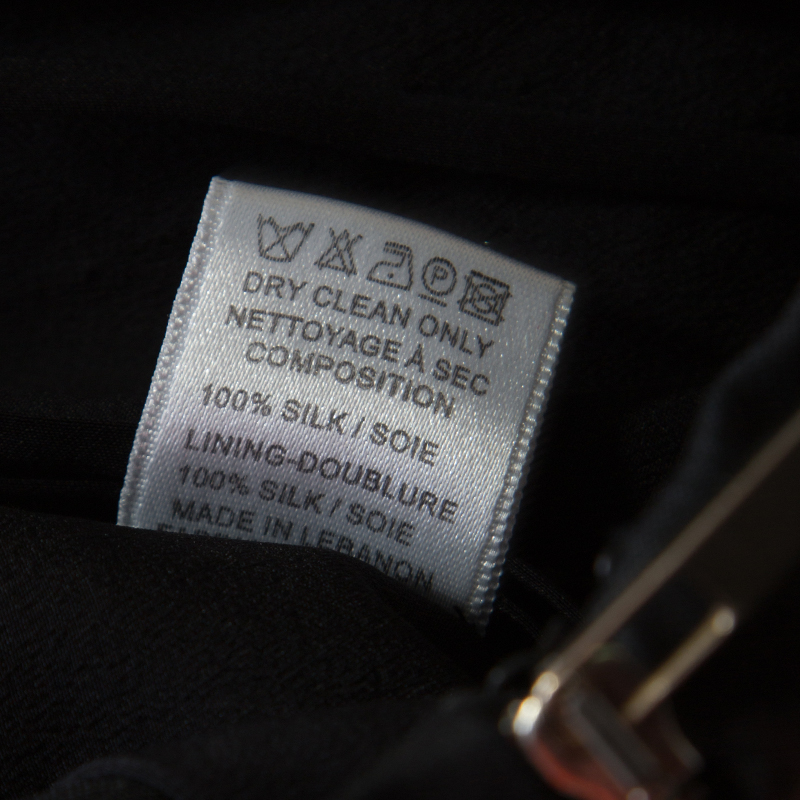 P
DRY CLEAN ONLY
NETTOYAGE À SEC
COMPOSITION
100% SILK / SOIE
LINING-DOUBLURE
100% SILK / SOIE
MADE IN LEBANON